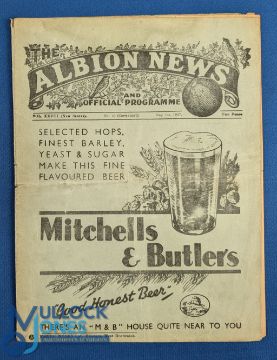 THE
ALBION NEWS
AND
OFFICIAL PROGRAMME
SELECTED HOPS,
FINEST BARLEY,
YEAST & SUGAR
MAKE THIS FINE
FLAVOURED BEER
Mitchells
& Butlers
"Good Honest Beer"
THERE'S AN "M & B" HOUSE QUITE NEAR TO YOU
MULLOCK